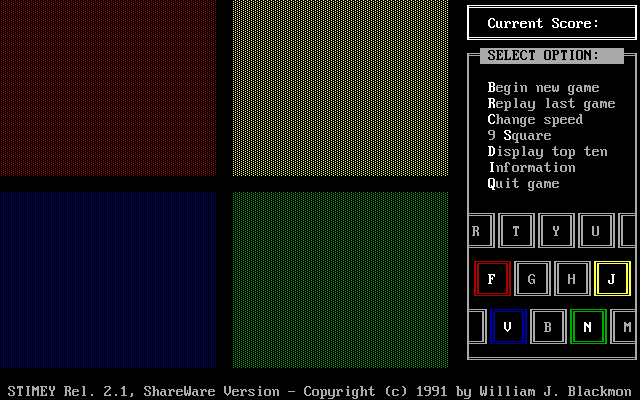 Current Score:
SELECT OPTION:
Begin new game
Replay last game
Change speed
9 Square
Display top ten
Information
Quit game
R T Y U
F G H J
V B N M
STIMEY Rel. 2.1, ShareWare Version - Copyright (c) 1991 by William J. Blackmon